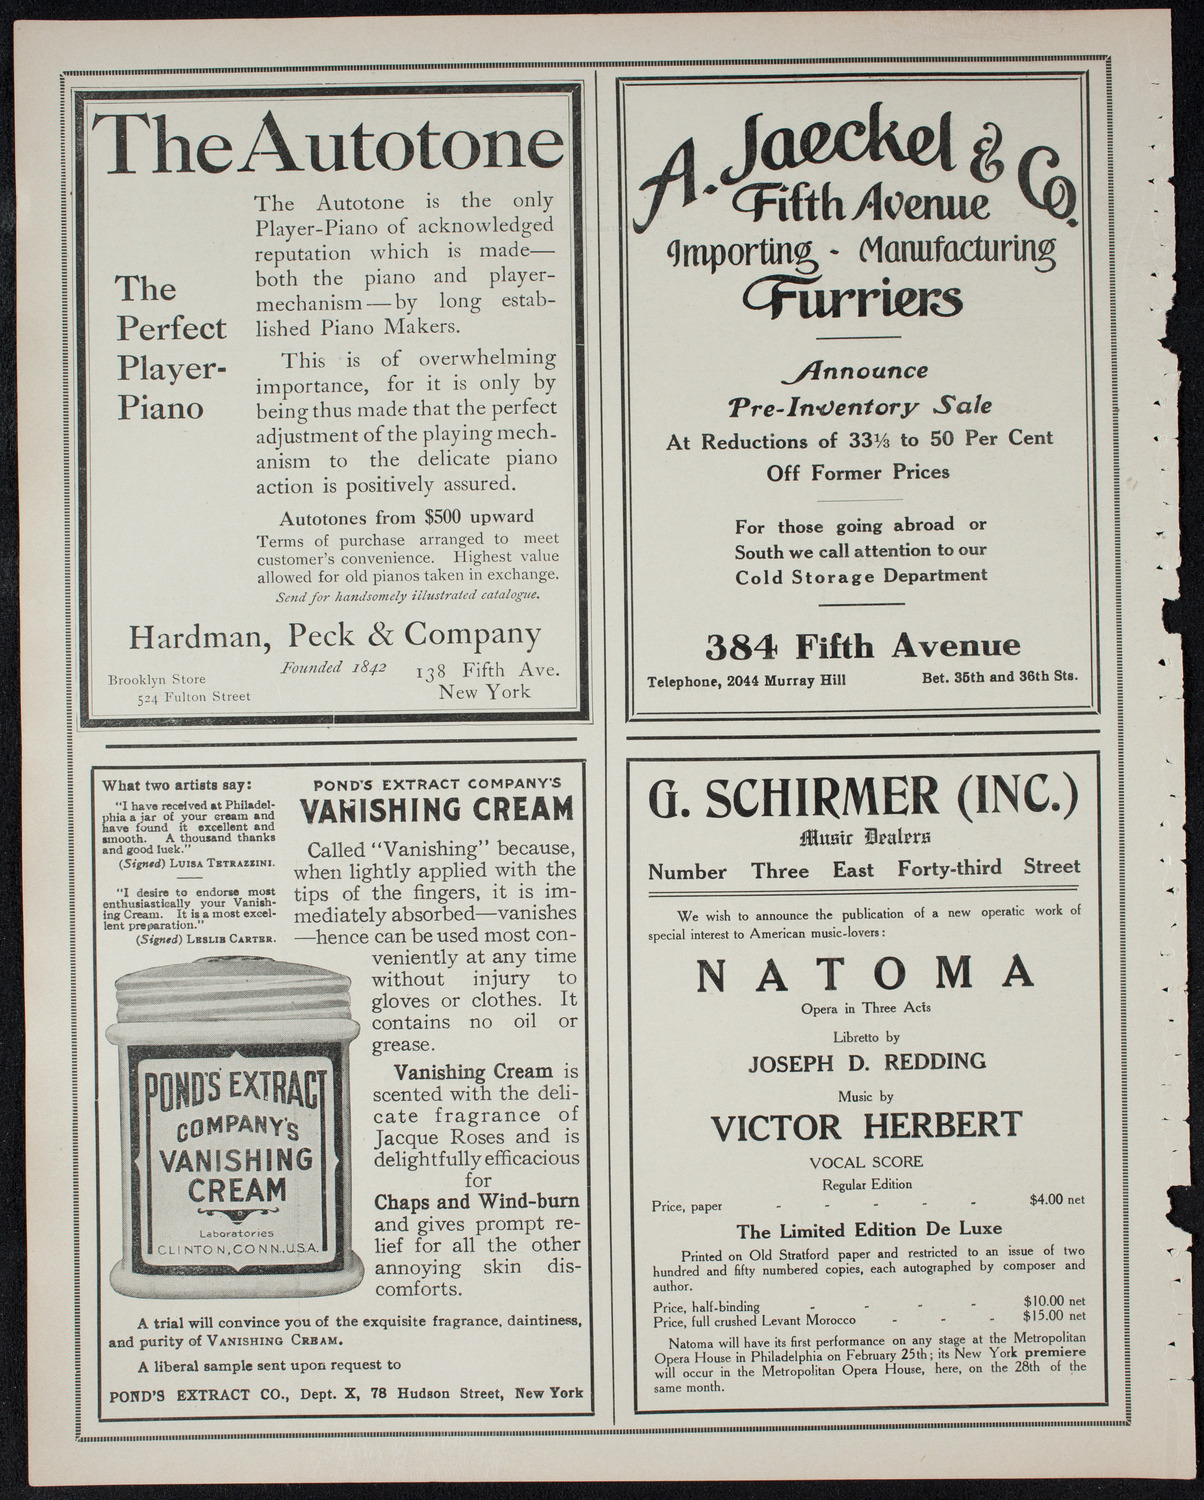 The Autotone
The
Perfect
Player-
Piano
The Autotone is the only
Player-Piano of acknowledged
reputation which is made—
both the piano and player-
mechanism—by long estab-
lished Piano Makers.
This is of overwhelming
importance, for it is only by
being thus made that the perfect
adjustment of the playing mech-
anism to the delicate piano
action is positively assured.
Autotones from $500 upward
Terms of purchase arranged to meet
customer's convenience. Highest value
allowed for old pianos taken in exchange.
Send for handsomely illustrated catalogue.
Hardman, Peck & Company
Founded 1842
Brooklyn Store
524 Fulton Street
138 Fifth Ave.
New York
A. Jaeckel & Co.
Fifth Avenue
Importing - Manufacturing
Furriers
Announce
Pre-Inventory Sale
At Reductions of 33⅓ to 50 Per Cent
Off Former Prices
For those going abroad or
South we call attention to our
Cold Storage Department
384 Fifth Avenue
Telephone, 2044 Murray Hill Bet. 35th and 36th Sts.
What two artists say:
"I have received at Philadel-
phia a jar of your cream and
have found it excellent and
smooth. A thousand thanks
and good luck."
(Signed) LUISA TETRAZZINI.
"I desire to endorse most
enthusiastically your Vanish-
ing Cream. It is a most excel-
lent preparation."
(Signed) LESLIE CARTER.
POND'S EXTRACT COMPANY'S
VANISHING CREAM
Called "Vanishing" because,
when lightly applied with the
tips of the fingers, it is im-
mediately absorbed—vanishes
—hence can be used most con-
veniently at any time
without injury to
gloves or clothes. It
contains no oil or
grease.
Vanishing Cream is
scented with the deli-
cate fragrance of
Jacque Roses and is
delightfully efficacious
for
Chaps and Wind-burn
and gives prompt re-
lief for all the other
annoying skin dis-
comforts.
POND'S EXTRACT
COMPANY'S
VANISHING
CREAM
Laboratories
CLINTON, CONN., U.S.A.
A trial will convince you of the exquisite fragrance, daintiness,
and purity of VANISHING CREAM.
A liberal sample sent upon request to
POND'S EXTRACT CO., Dept. X, 78 Hudson Street, New York
G. SCHIRMER (INC.)
Music Dealers
Number Three East Forty-third Street
We wish to announce the publication of a new operatic work of
special interest to American music-lovers:
NATOMA
Opera in Three Acts
Libretto by
JOSEPH D. REDDING
Music by
VICTOR HERBERT
VOCAL SCORE
Regular Edition
Price, paper - - - - - $4.00 net
The Limited Edition De Luxe
Printed on Old Stratford paper and restricted to an issue of two
hundred and fifty numbered copies, each autographed by composer and
author.
Price, half-binding - - - - $10.00 net
Price, full crushed Levant Morocco - - - $15.00 net
Natoma will have its first performance on any stage at the Metropolitan
Opera House in Philadelphia on February 25th; its New York premiere
will occur in the Metropolitan Opera House, here, on the 28th of the
same month.